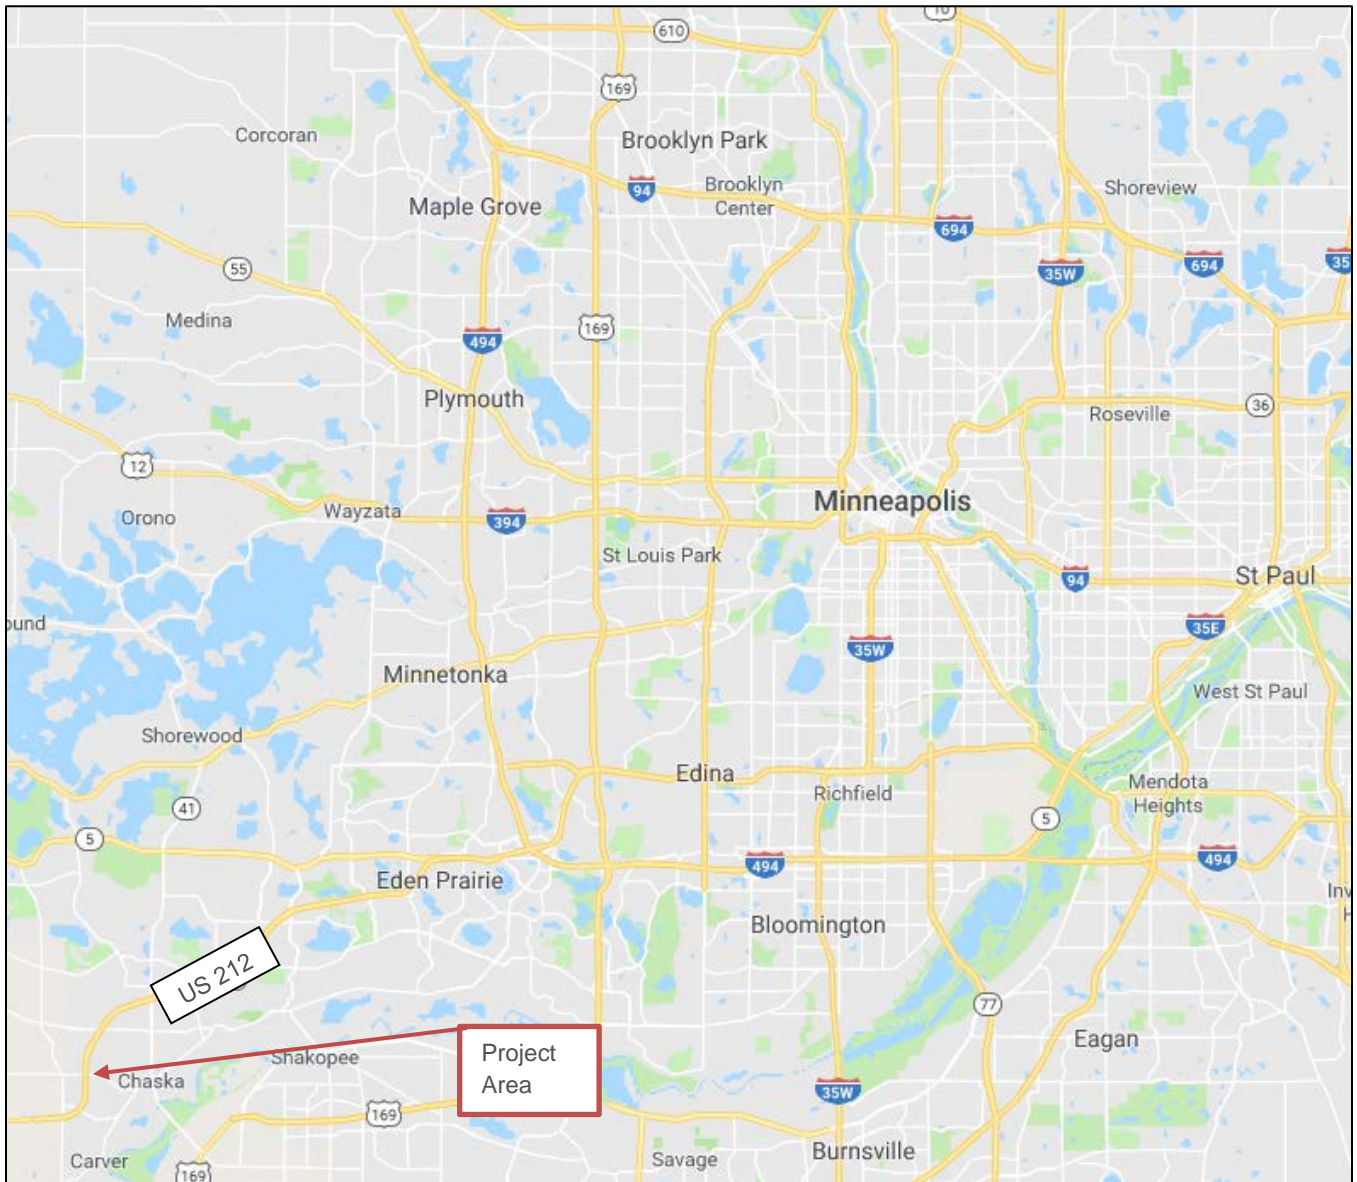 10
610
169
Corcoran
Brooklyn Park
94
Brooklyn
Center
Shoreview
Maple Grove
694
55
35W
694
35
Medina
169
494
Plymouth
36
Roseville
12
Minneapolis
Orono
Wayzata
394
St Louis Park
94
St Paul
ound
35E
35W
Minnetonka
West St Paul
Shorewood
Edina
Mendota
Heights
Richfield
41
5
5
494
494
Eden Prairie
Inv
H
Bloomington
US 212
77
Eagan
Project
Area
Shakopee
Chaska
35W
169
Burnsville
Carver
Savage
169